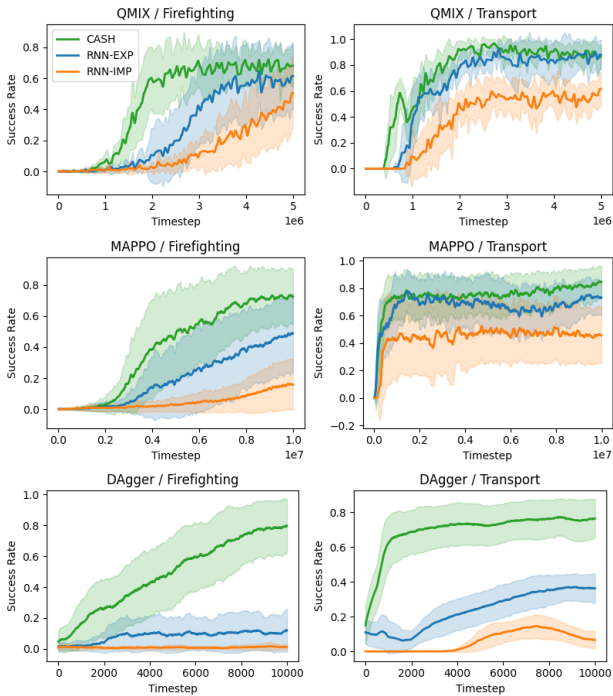 QMIX / Firefighting
QMIX / Transport
CASH
RNN-EXP
RNN-IMP
Success Rate
0.8
0.6
0.4
0.2
0.0
0 1 2 3 4 5
Timestep
1e6
Success Rate
1.0
0.8
0.6
0.4
0.2
0.0
0 1 2 3 4 5
Timestep
1e6
MAPPO / Firefighting
MAPPO / Transport
Success Rate
0.8
0.6
0.4
0.2
0.0
0.0 0.2 0.4 0.6 0.8 1.0
Timestep
1e7
Success Rate
1.0
0.8
0.6
0.4
0.2
0.0
−0.2
0.0 0.2 0.4 0.6 0.8 1.0
Timestep
1e7
DAgger / Firefighting
DAgger / Transport
Success Rate
1.0
0.8
0.6
0.4
0.2
0.0
0 2000 4000 6000 8000 10000
Timestep
Success Rate
0.8
0.6
0.4
0.2
0.0
0 2000 4000 6000 8000 10000
Timestep